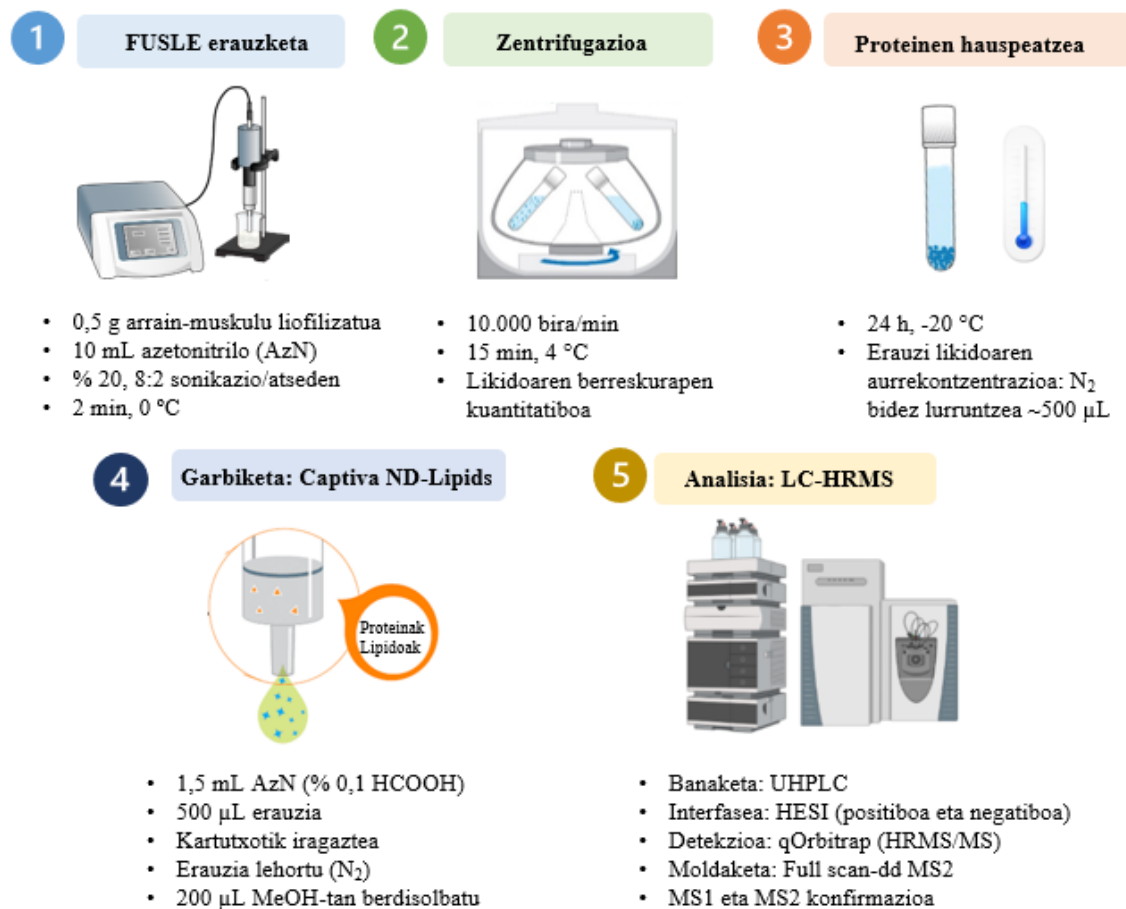 1
FUSLE erauzketa
• 0,5 g arrain-muskulu liofilizatua
• 10 mL azetonitrilo (AzN)
• % 20, 8:2 sonikazio/atseden
• 2 min, 0 ºC
2
Zentrifugazioa
• 10.000 bira/min
• 15 min, 4 °C
• Likidoaren berreskurapen
kuantitatiboa
3
Proteinen hauspeatzea
• 24 h, -20 °C
• Erauzi likidoaren
aurrekontzentrazioa: N₂
bidez lurruntzea ~500 µL
4
Garbiketa: Captiva ND-Lipids
Proteinak
Lipidoak
• 1,5 mL AzN (% 0,1 HCOOH)
• 500 µL erauzia
• Kartutxotik iragaztea
• Erauzia lehortu (N₂)
• 200 µL MeOH-tan berdisolbatu
5
Analisia: LC-HRMS
• Banaketa: UHPLC
• Interfasea: HESI (positiboa eta negatiboa)
• Detekzioa: qOrbitrap (HRMS/MS)
• Moldaketa: Full scan-dd MS2
• MS1 eta MS2 konfirmazioa